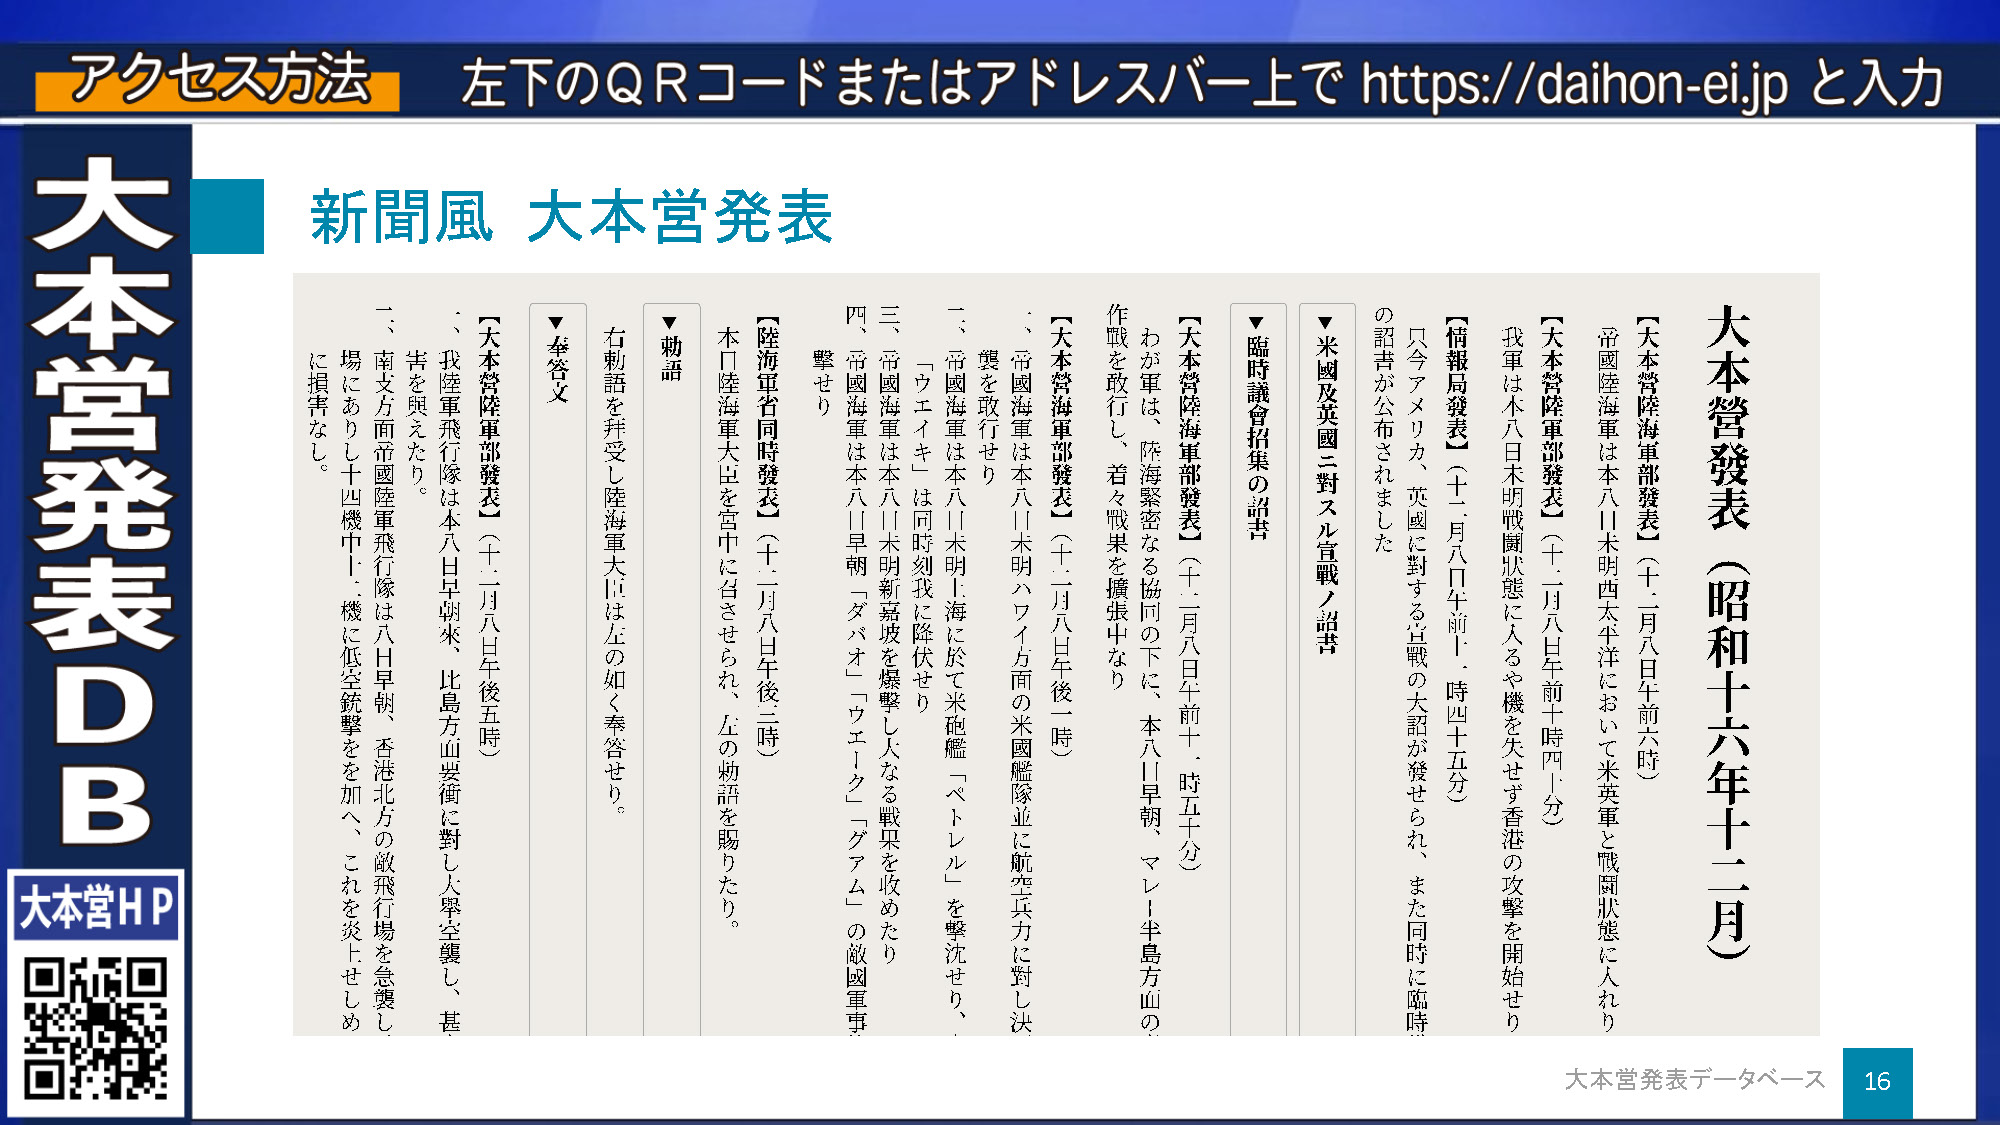 アクセス方法
左下のＱＲコードまたはアドレスバー上で https://daihon-ei.jp と入力
大本営発表ＤＢ
大本営ＨＰ
新聞風 大本営発表
大本營發表（昭和十六年十二月）
【大本營陸海軍部發表】（十二月八日午前六時）
帝國陸海軍は本八日未明西太平洋において米英軍と戰闘狀態に入れり
【大本營陸軍部發表】（十二月八日午前十時四十分）
我軍は本八日未明戰闘狀態に入るや機を失せず香港の攻撃を開始せり
【情報局發表】（十二月八日午前十一時四十五分）
只今アメリカ、英國に對する宣戰の大詔が發せられ、また同時に臨時
の詔書が公布されました
▼米國及英國ニ對スル宣戰ノ詔書
▼臨時議會招集の詔書
【大本營陸海軍部發表】（十二月八日午前十一時五十分）
わが軍は、陸海緊密なる協同の下に、本八日早朝、マレー半島方面の
作戰を敢行し、着々戰果を擴張中なり
【大本營海軍部發表】（十二月八日午後一時）
一、帝國海軍は本八日未明ハワイ方面の米國艦隊並に航空兵力に對し決
襲を敢行せり
二、帝國海軍は本八日未明上海に於て米砲艦「ペトレル」を撃沈せり、
「ウエイキ」は同時刻我に降伏せり
三、帝國海軍は本八日未明新嘉坡を爆撃し大なる戰果を收めたり
四、帝國海軍は本八日早朝「ダバオ」「ウエーク」「グアム」の敵國軍事
撃せり
【陸海軍省同時發表】（十二月八日午後三時）
本日陸海軍大臣を宮中に召させられ、左の勅語を賜りたり。
▼勅語
右勅語を拜受し陸海軍大臣は左の如く奉答せり。
▼奉答文
【大本營陸軍部發表】（十二月八日午後五時）
一、我陸軍飛行隊は本八日早朝來、比島方面要衝に對し大擧空襲し、甚
害を與えたり。
二、南支方面帝國陸軍飛行隊は八日早朝、香港北方の敵飛行場を急襲し
場にありし十四機中十二機に低空銃撃をを加へ、これを炎上せしめ
に損害なし。
大本営発表データベース
16